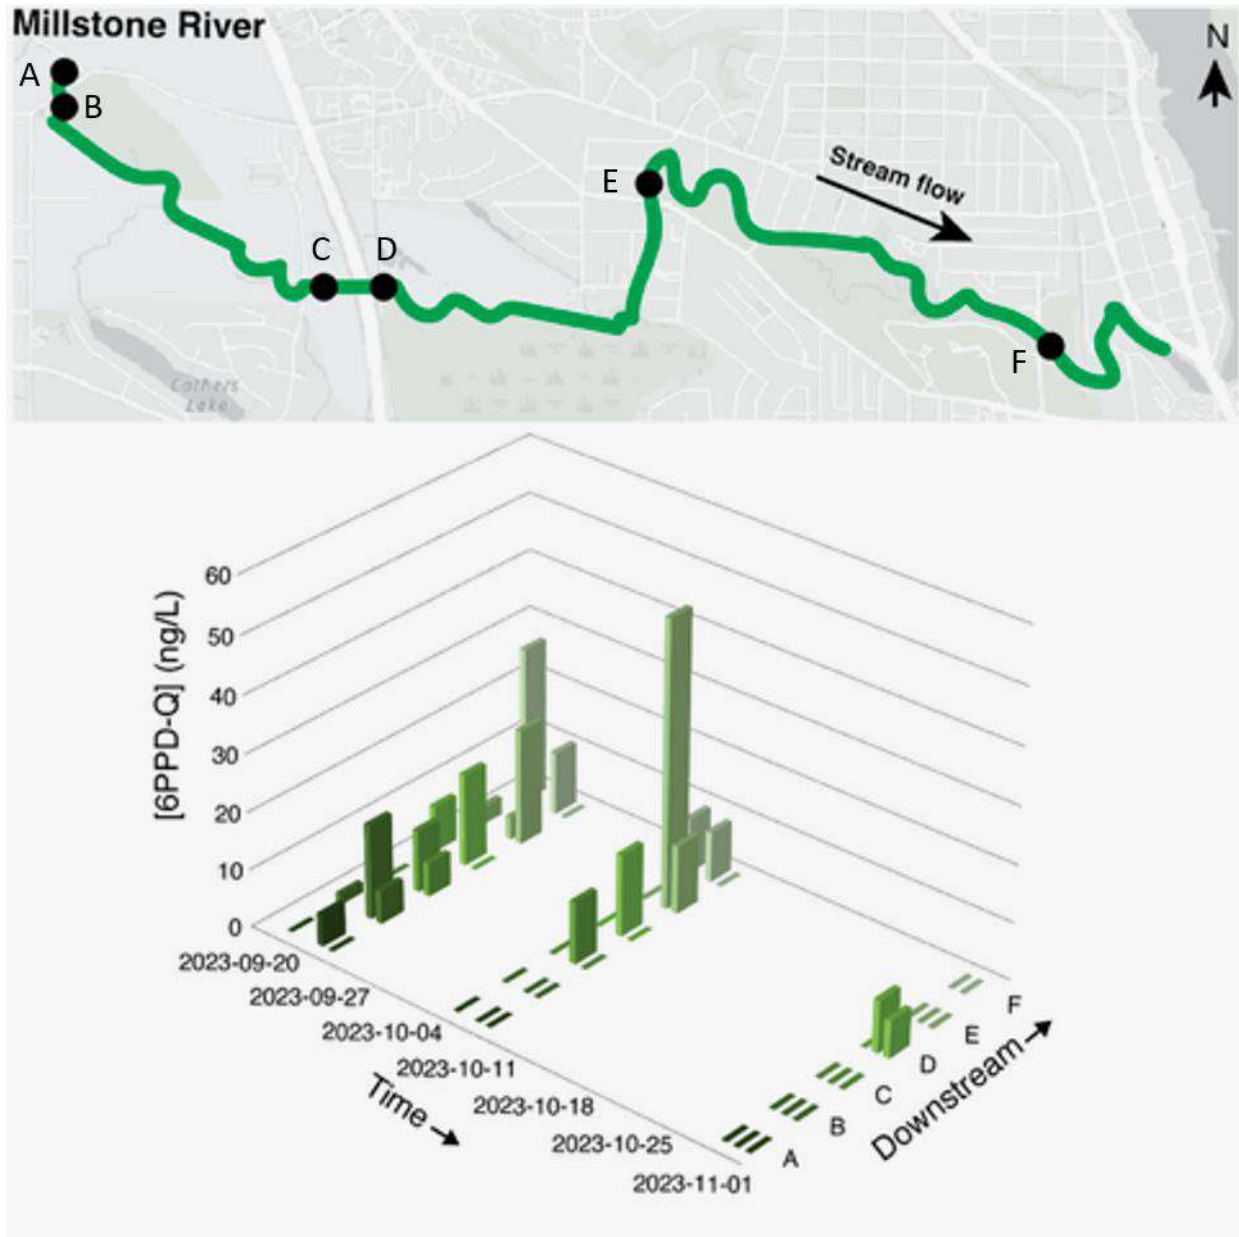 Millstone River
N
A
B
E
Stream flow
C
D
F
Cathers
Lake
[6PPD-Q] (ng/L)
60
50
40
30
20
10
0
2023-09-20
2023-09-27
2023-10-04
2023-10-11
2023-10-18
2023-10-25
2023-11-01
Time
A
B
C
D
E
F
Downstream